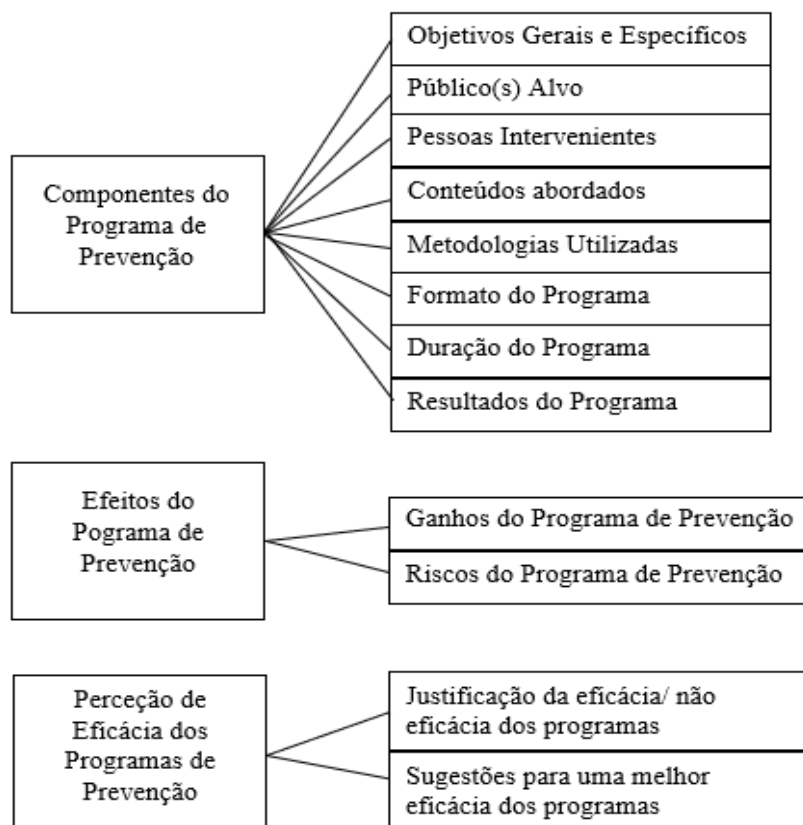 Componentes do
Programa de
Prevenção
Objetivos Gerais e Específicos
Público(s) Alvo
Pessoas Intervenientes
Conteúdos abordados
Metodologias Utilizadas
Formato do Programa
Duração do Programa
Resultados do Programa
Efeitos do
Pograma de
Prevenção
Ganhos do Programa de Prevenção
Riscos do Programa de Prevenção
Perceção de
Eficácia dos
Programas de
Prevenção
Justificação da eficácia/ não
eficácia dos programas
Sugestões para uma melhor
eficácia dos programas